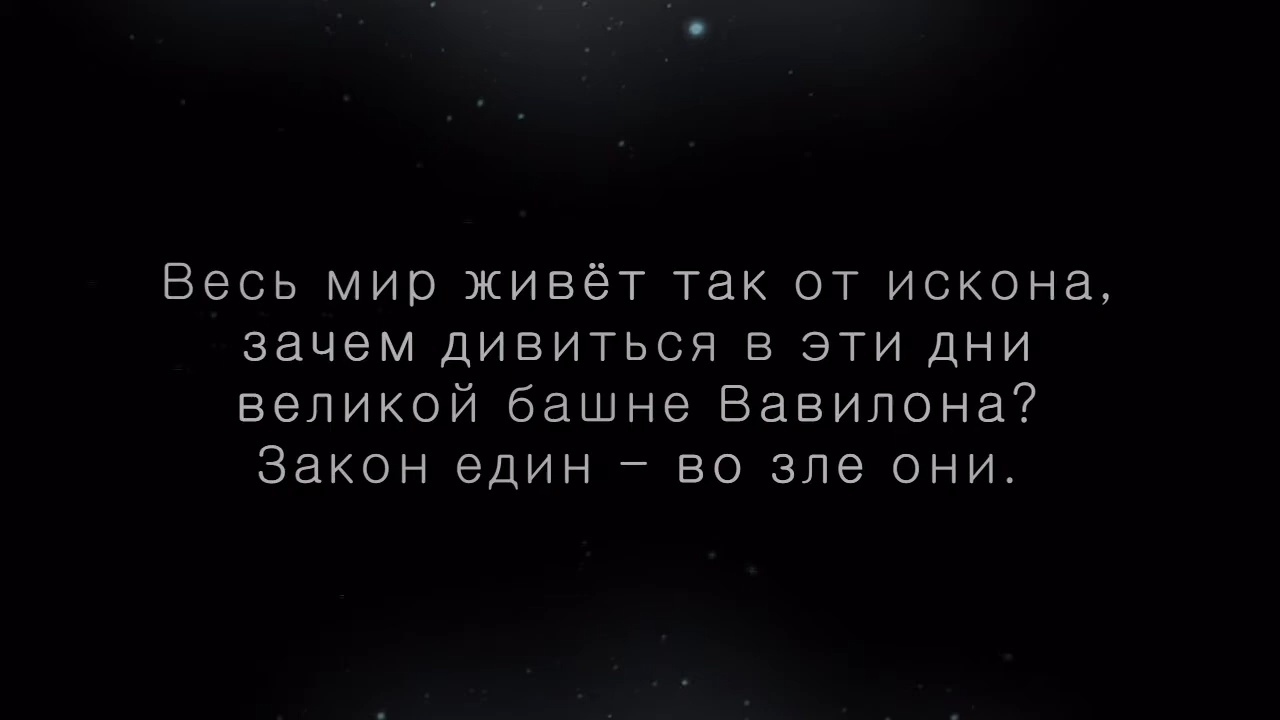 Весь мир живёт так от искона,
зачем дивиться в эти дни
великой башне Вавилона?
Закон един – во зле они.